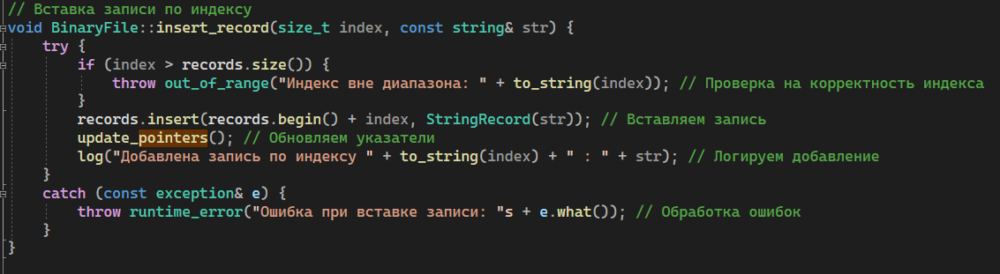 // Вставка записи по индексу
void BinaryFile::insert_record(size_t index, const string& str) {
    try {
        if (index > records.size()) {
            throw out_of_range("Индекс вне диапазона: " + to_string(index)); // Проверка на корректность индекса
        }
        records.insert(records.begin() + index, StringRecord(str)); // Вставляем запись
        update_pointers(); // Обновляем указатели
        log("Добавлена запись по индексу " + to_string(index) + " : " + str); // Логируем добавление
    }
    catch (const exception& e) {
        throw runtime_error("Ошибка при вставке записи: "s + e.what()); // Обработка ошибок
    }
}